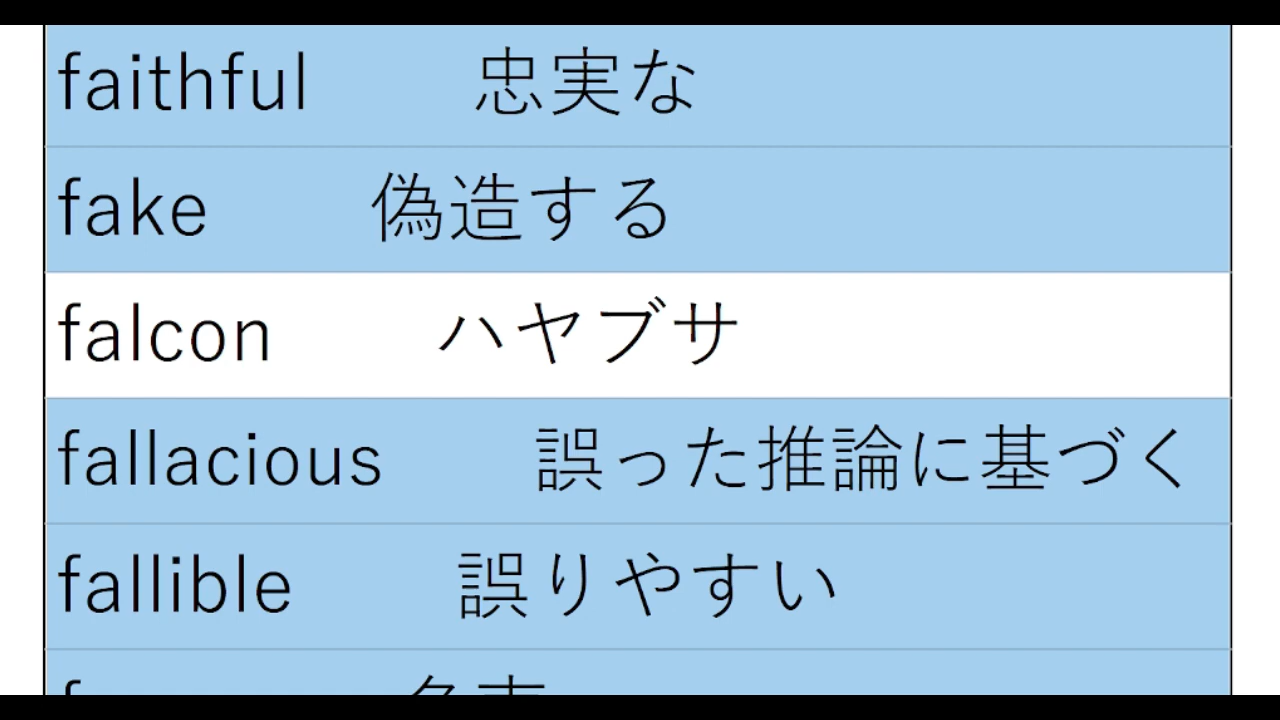 faithful 忠実な
fake 偽造する
falcon ハヤブサ
fallacious 誤った推論に基づく
fallible 誤りやすい